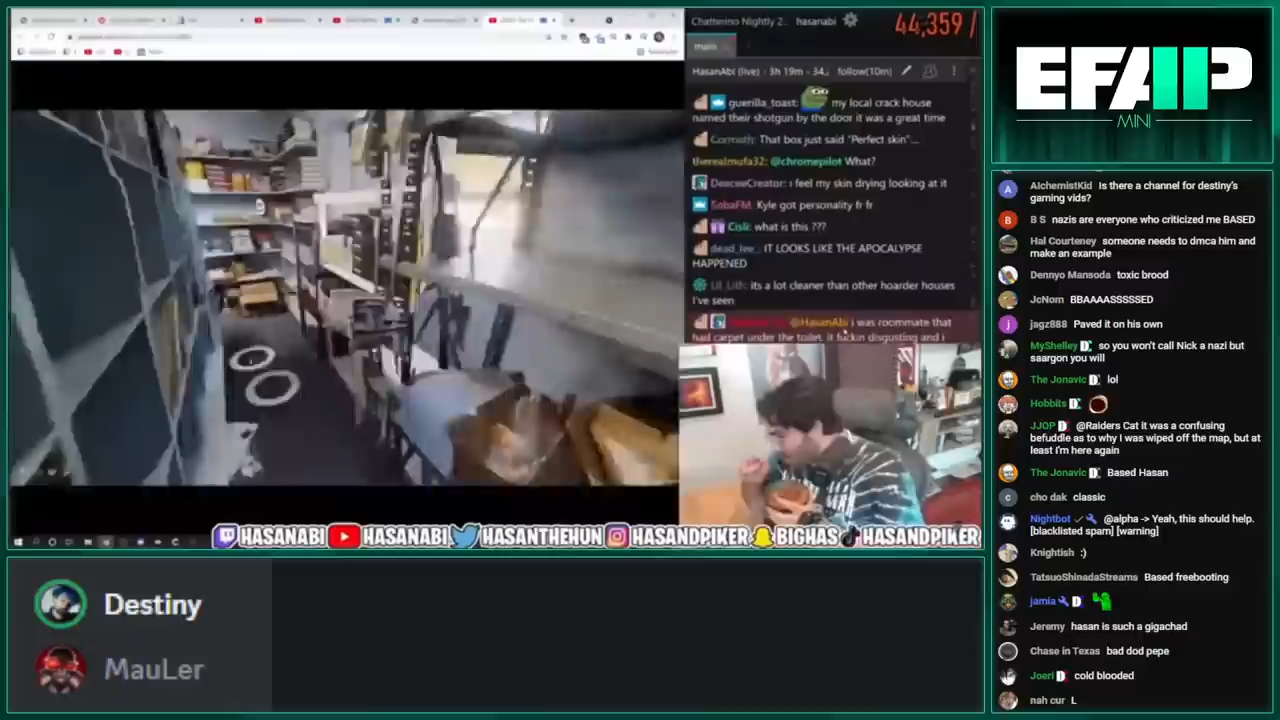 Chatterino Nightly 2.. hasanabi
44,359 /
main
HasanAbi (live) - 3h 19m - 34,. follow(10m)
guerilla_toast: my local crack house
named their shotgun by the door it was a great time
That box just said "Perfect skin"...
therealmufa32: @chromepilot What?
DeeceeCreator: i feel my skin drying looking at it
SobaFM: Kyle got personality fr fr
Cisli: what is this ???
dead_lee_: IT LOOKS LIKE THE APOCALYPSE
HAPPENED
its a lot cleaner than other hoarder houses
I've seen
@HasanAbi i was roommate that
had carpet under the toilet. it fuckin disgusting and i
HASANABI HASANABI HASANTHEHUN HASANDPIKER BIGHAS HASANDPIKER
Destiny
MauLer
EFAP
MINI
AlchemistKid Is there a channel for destiny's
gaming vids?
B S nazis are everyone who criticized me BASED
Hal Courteney someone needs to dmca him and
make an example
Dennyo Mansoda toxic brood
JcNom BBAAAASSSSED
jagz888 Paved it on his own
MyShelley so you won't call Nick a nazi but
saargon you will
The Jonavic lol
Hobbits
JJOP @Raiders Cat it was a confusing
befuddle as to why I was wiped off the map, but at
least I'm here again
The Jonavic Based Hasan
cho dak classic
Nightbot @alpha -> Yeah, this should help.
[blacklisted spam] [warning]
Knightish :)
TatsuoShinadaStreams Based freebooting
jamia
Jeremy hasan is such a gigachad
Chase in Texas bad dod pepe
Joeri cold blooded
nah cur L